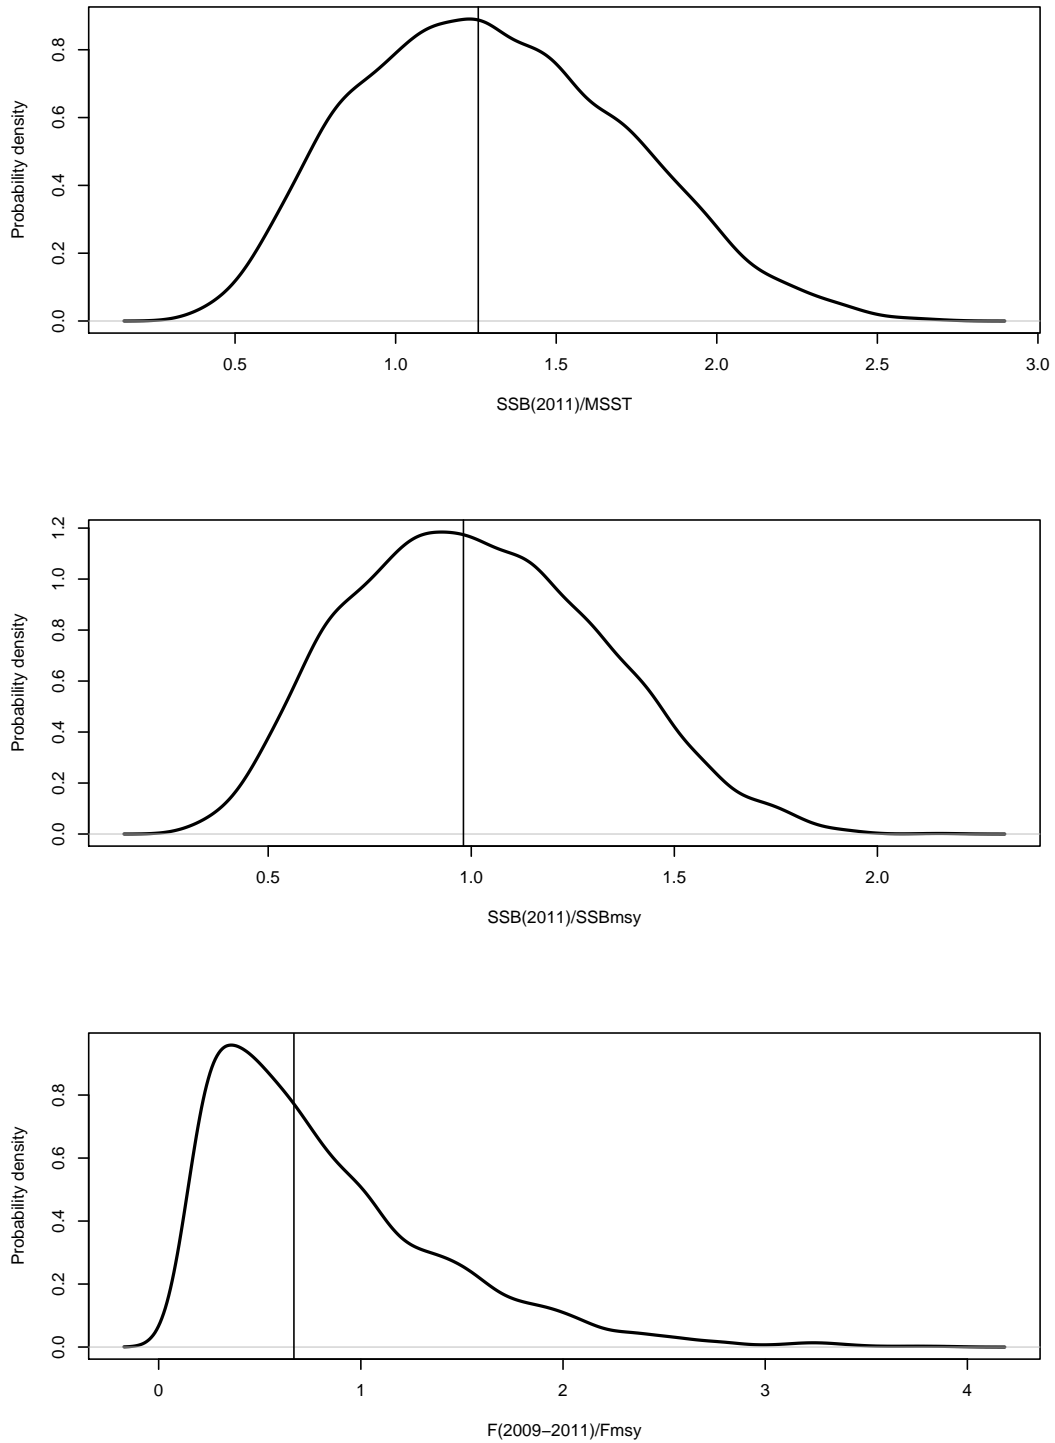 Probability density
0.0 0.2 0.4 0.6 0.8
0.5 1.0 1.5 2.0 2.5 3.0
SSB(2011)/MSST
Probability density
0.0 0.2 0.4 0.6 0.8 1.0 1.2
0.5 1.0 1.5 2.0
SSB(2011)/SSBmsy
Probability density
0.0 0.2 0.4 0.6 0.8
0 1 2 3 4
F(2009−2011)/Fmsy